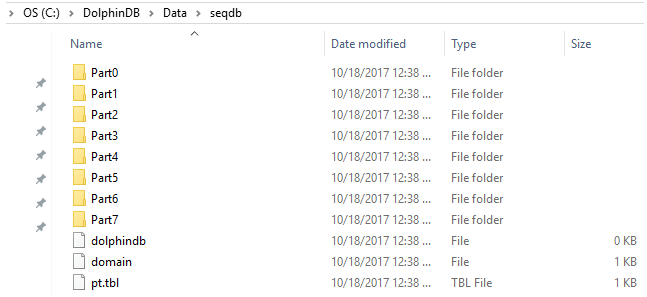 OS (C:) > DolphinDB > Data > seqdb
Name Date modified Type Size
Part0 10/18/2017 12:38 ... File folder
Part1 10/18/2017 12:38 ... File folder
Part2 10/18/2017 12:38 ... File folder
Part3 10/18/2017 12:38 ... File folder
Part4 10/18/2017 12:38 ... File folder
Part5 10/18/2017 12:38 ... File folder
Part6 10/18/2017 12:38 ... File folder
Part7 10/18/2017 12:38 ... File folder
dolphindb 10/18/2017 12:38 ... File 0 KB
domain 10/18/2017 12:38 ... File 1 KB
pt.tbl 10/18/2017 12:38 ... TBL File 1 KB